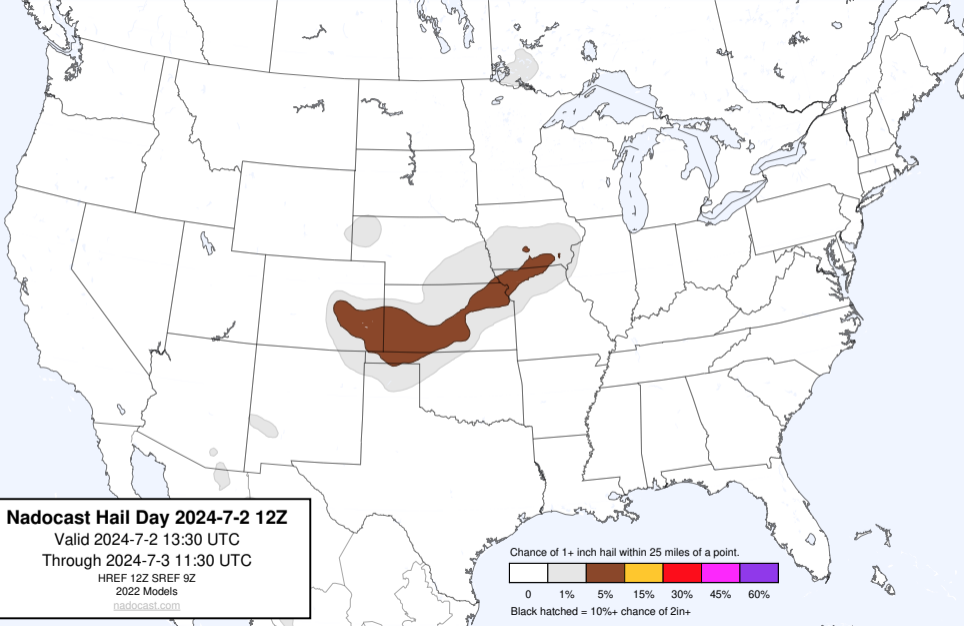 Nadocast Hail Day 2024-7-2 12Z
Valid 2024-7-2 13:30 UTC
Through 2024-7-3 11:30 UTC
HREF 12Z SREF 9Z
2022 Models
nadocast.com
Chance of 1+ inch hail within 25 miles of a point.
0 1% 5% 15% 30% 45% 60%
Black hatched = 10%+ chance of 2in+